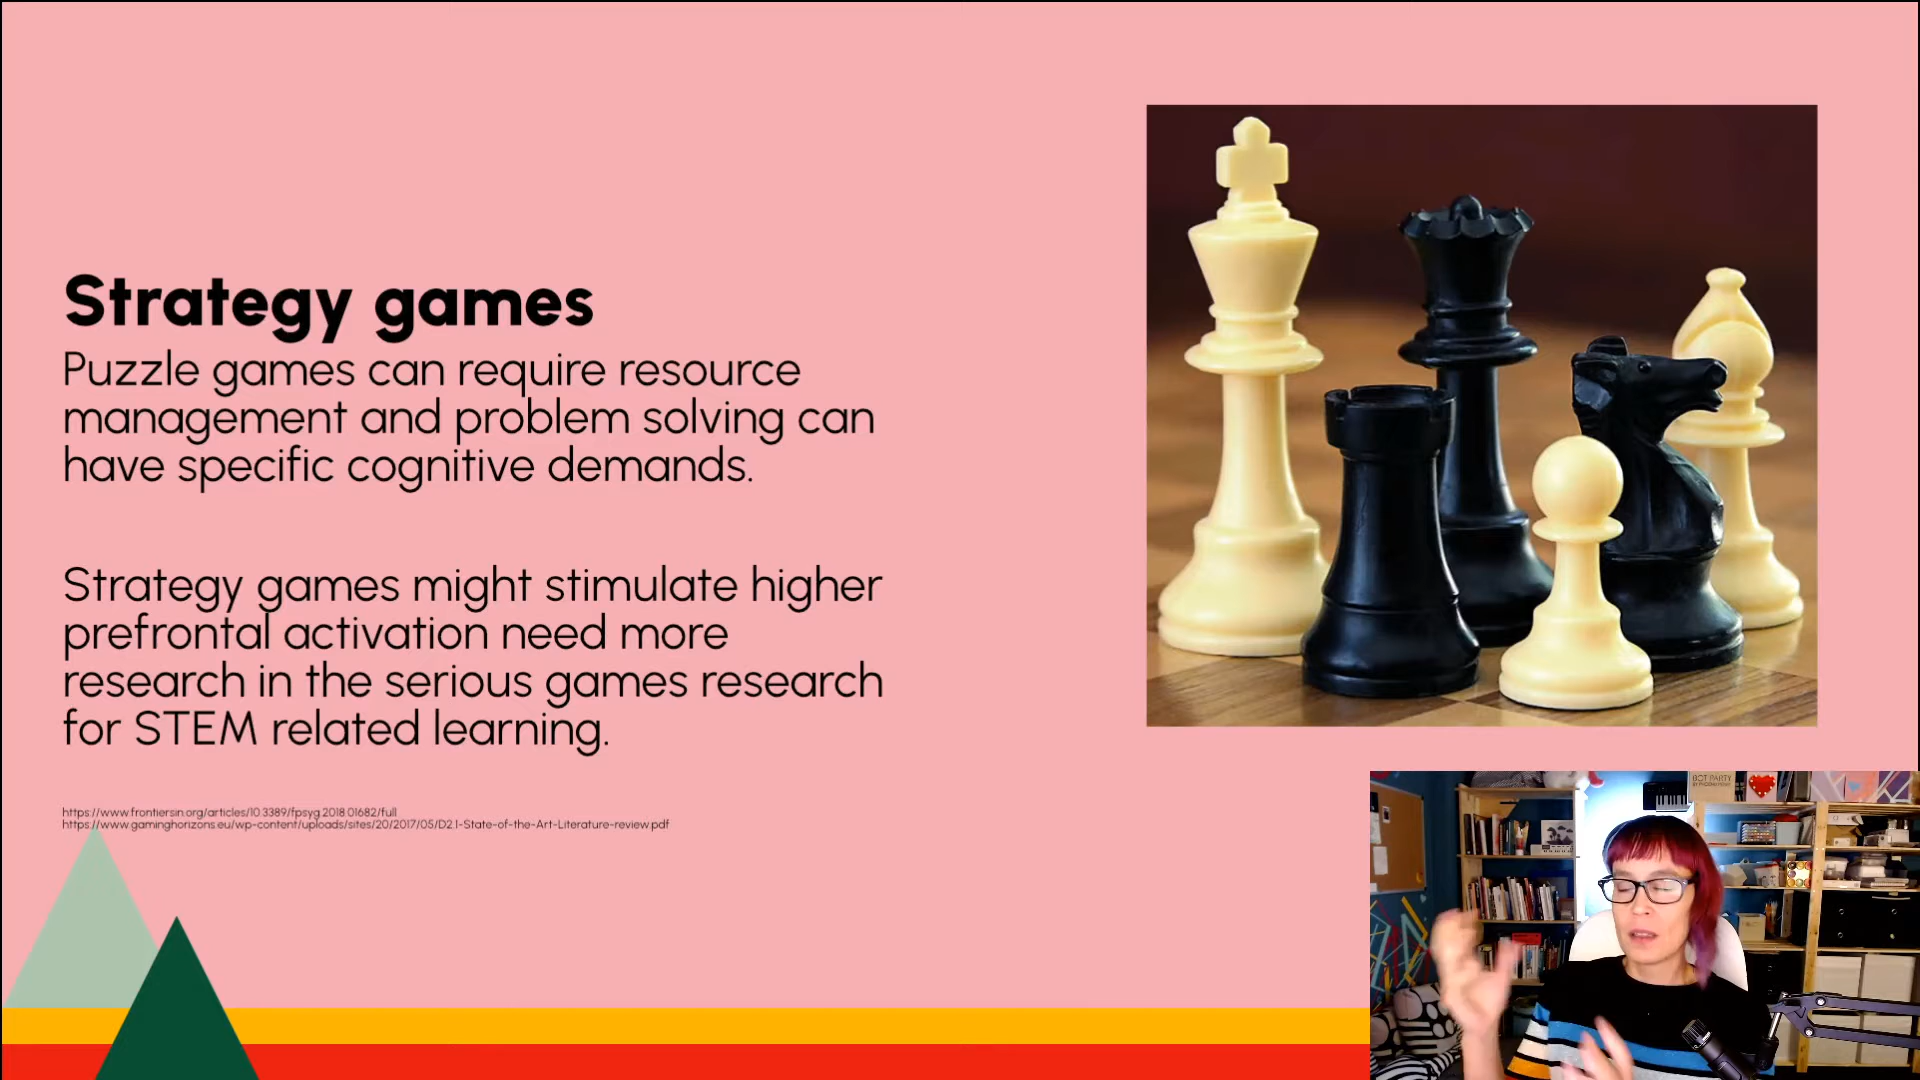 Strategy games
Puzzle games can require resource
management and problem solving can
have specific cognitive demands.
Strategy games might stimulate higher
prefrontal activation need more
research in the serious games research
for STEM related learning.
https://www.frontiersin.org/articles/10.3389/fpsyg.2018.01682/full
https://www.gaminghorizons.eu/wp-content/uploads/sites/20/2017/05/D2.1-State-of-the-Art-Literature-review.pdf
BOT PARTY